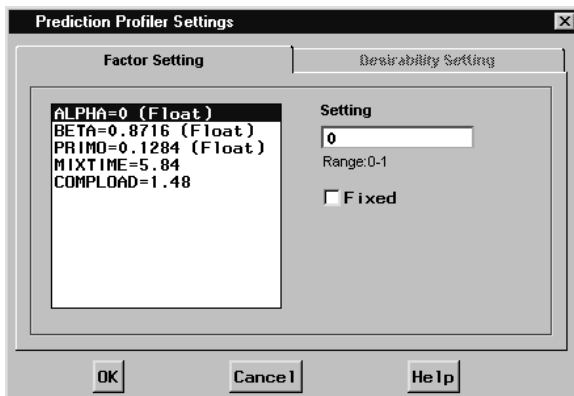 Prediction Profiler Settings
Factor Setting
Desirability Setting
ALPHA=0 (Float)
BETA=0.8716 (Float)
PRIMO=0.1284 (Float)
MIXTIME=5.84
COMPLOAD=1.48
Setting
0
Range:0-1
Fixed
OK
Cancel
Help